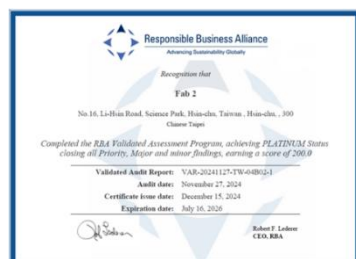 Responsible Business Alliance
Advancing Sustainability Globally
Recognition that
Fab 2
No.16, Li-Hsin Road, Science Park, Hsin-chu, Taiwan , Hsin-chu, , 300
Chinese Taipei
Completed the RBA Validated Assessment Program, achieving PLATINUM Status
closing all Priority, Major and minor findings, earning a score of 200.0
Validated Audit Report: VAR-20241127-TW-04B02-1
Audit date: November 27, 2024
Certificate issue date: December 15, 2024
Expiration date: July 16, 2026
Robert F. Lederer
CEO, RBA